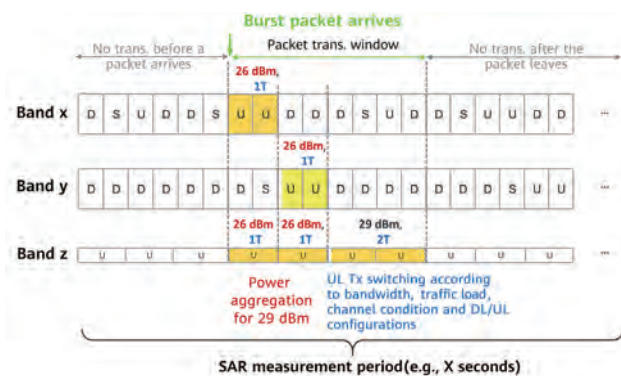 Burst packet arrives
No trans. before a packet arrives
Packet trans. window
No trans. after the packet leaves
26 dBm,
1T
Band x D S U D D S U U D D D S U D D S U U D D ...
26 dBm,
1T
Band y D D D D D D D S U U D D D D D D D S U U ...
26 dBm 26 dBm, 29 dBm,
1T 1T 2T
Band z U U U U U U U U U U ...
Power
aggregation
for 29 dBm
UL Tx switching according
to bandwidth, traffic load,
channel condition and DL/UL
configurations
SAR measurement period(e.g., X seconds)